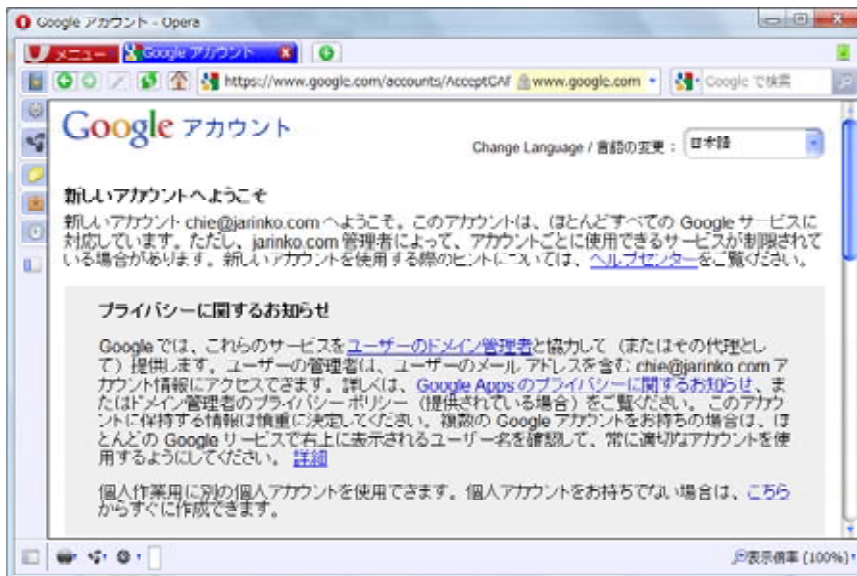 Google アカウント - Opera
メニュー Google アカウント
https://www.google.com/accounts/AcceptCAf www.google.com Google で検索
Google アカウント
Change Language / 言語の変更： 日本語
新しいアカウントへようこそ
新しいアカウント chie@jarinko.com へようこそ。このアカウントは、ほとんどすべての Google サービスに
対応しています。ただし、jarinko.com 管理者によって、アカウントごとに使用できるサービスが制限されて
いる場合があります。新しいアカウントを使用する際のヒントについては、ヘルプセンターをご覧ください。
プライバシーに関するお知らせ
Google では、これらのサービスをユーザーのドメイン管理者と協力して（またはその代理とし
て）提供します。ユーザーの管理者は、ユーザーのメール アドレスを含む chie@jarinko.com ア
カウント情報にアクセスできます。詳しくは、Google Apps のプライバシーに関するお知らせ、ま
たはドメイン管理者のプライバシー ポリシー（提供されている場合）をご覧ください。このアカウ
ントに保持する情報は慎重に決定してください。複数の Google アカウントをお持ちの場合は、ほ
とんどの Google サービスで右上に表示されるユーザー名を確認して、常に適切なアカウントを使
用するようにしてください。 詳細
個人作業用に別の個人アカウントを使用できます。個人アカウントをお持ちでない場合は、こちら
からすぐに作成できます。
表示倍率 (100%)